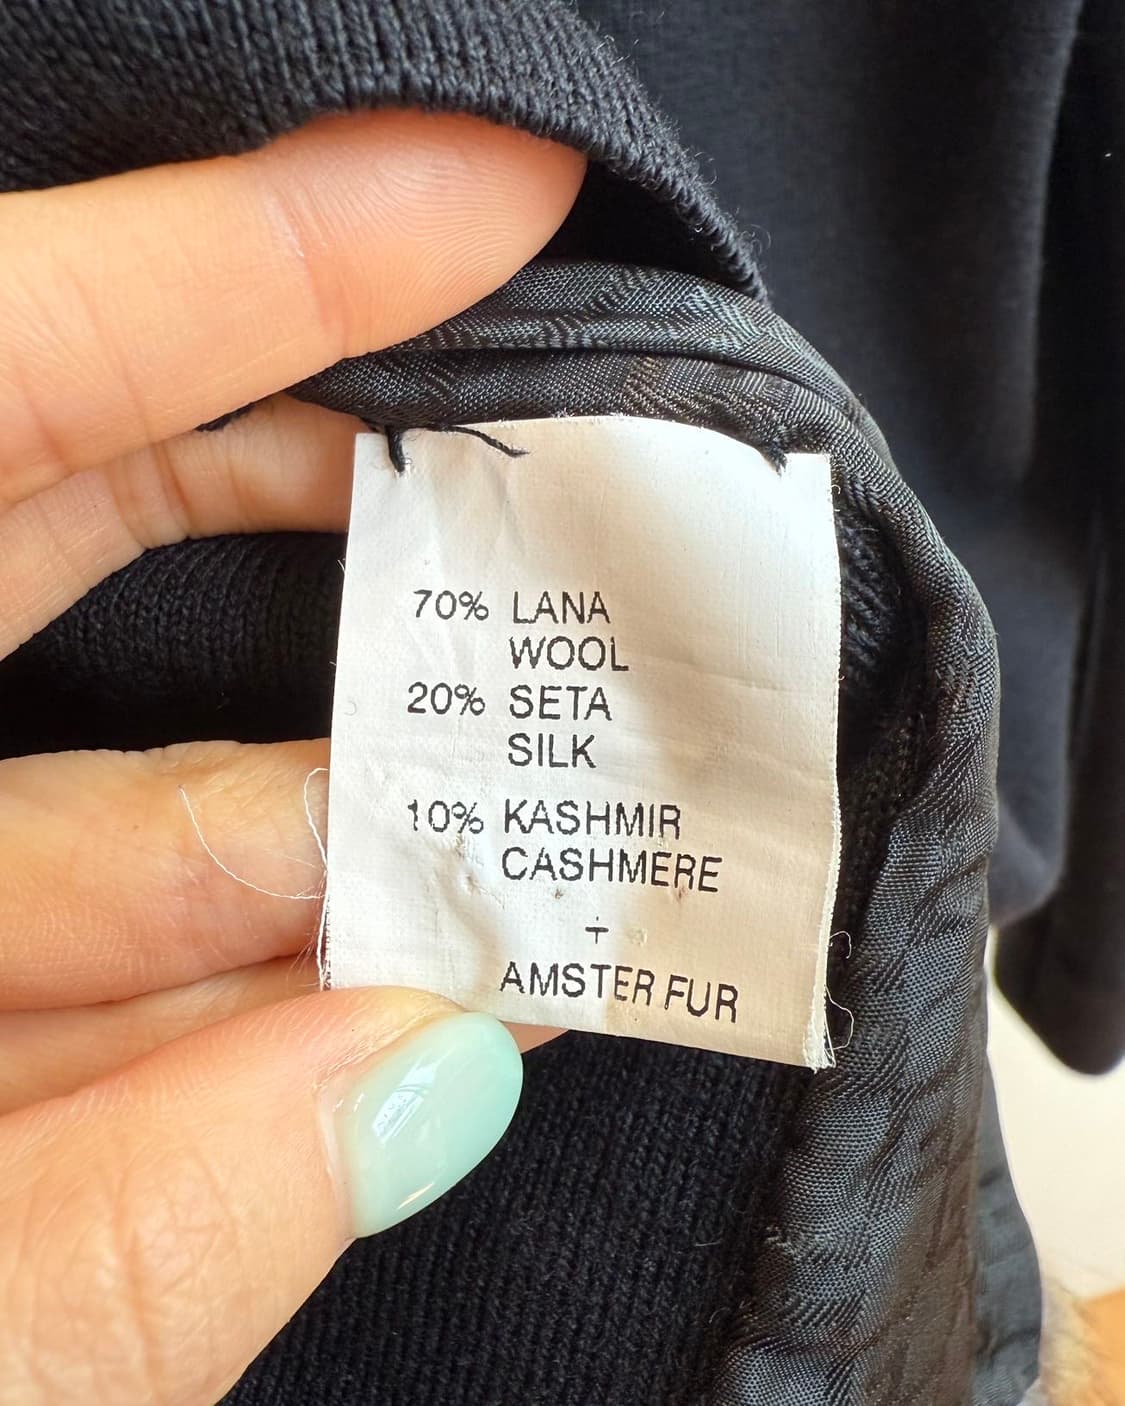 70% LANA
WOOL
20% SETA
SILK
10% KASHMIR
CASHMERE
+
AMSTER FUR